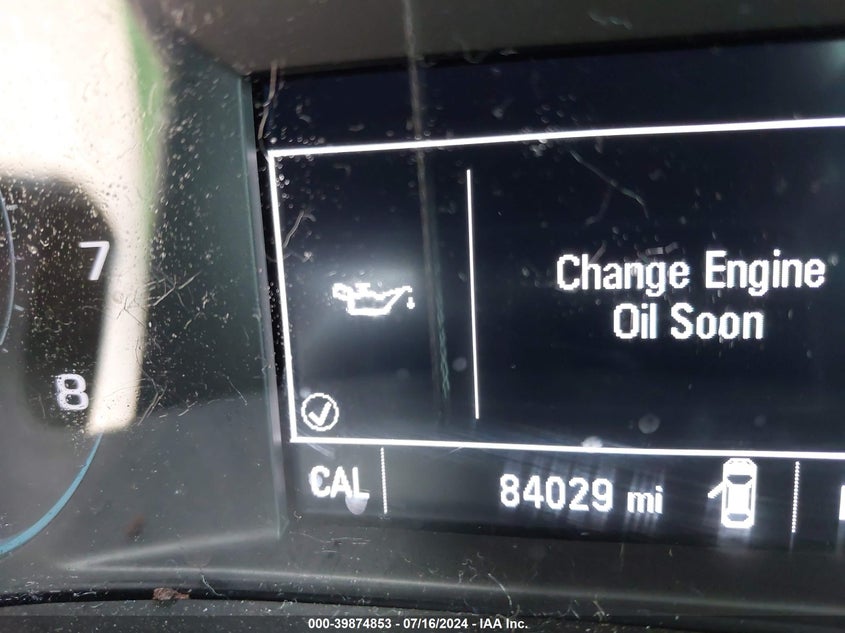 7
8
Change Engine
Oil Soon
CAL
84029 mi
000-39874853 - 07/16/2024 - IAA Inc.